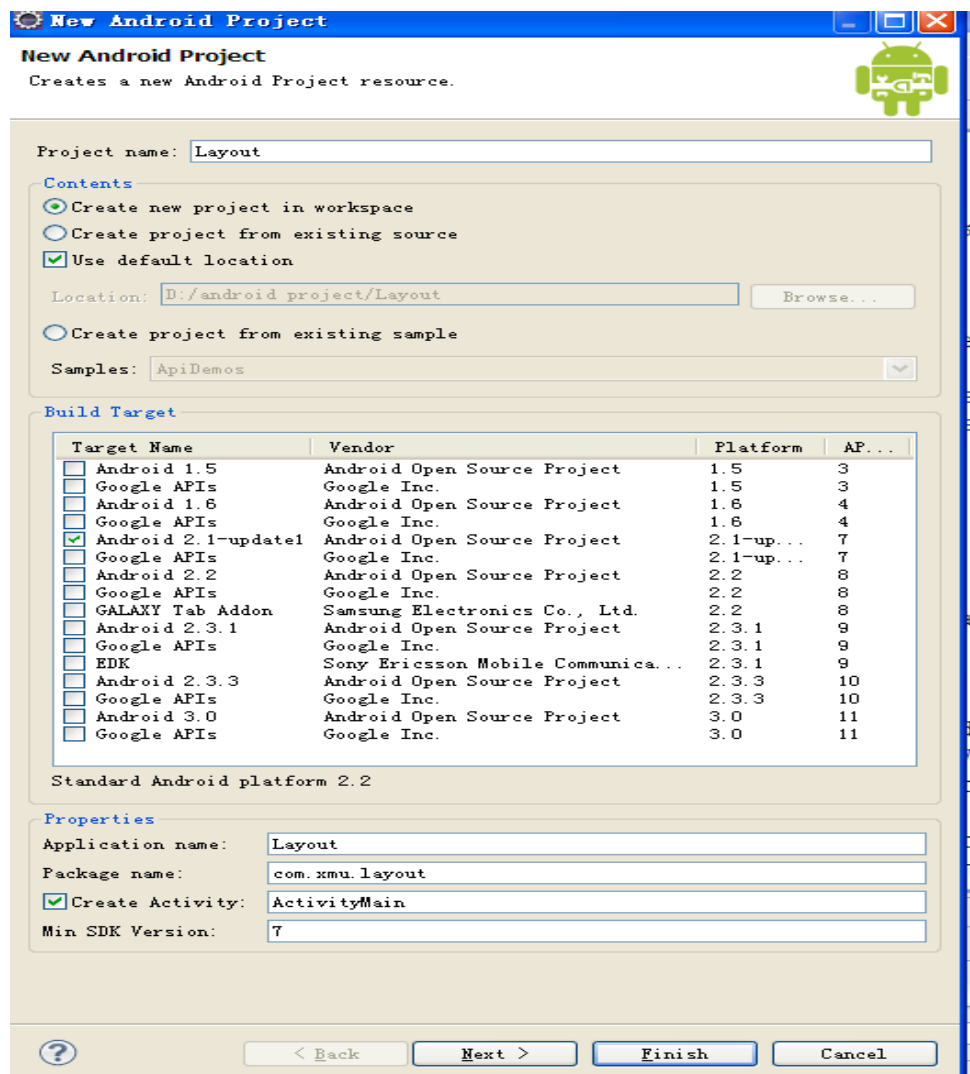 New Android Project
New Android Project
Creates a new Android Project resource.
Project name: Layout
Contents
Create new project in workspace
Create project from existing source
Use default location
Location: D:/android project/Layout Browse...
Create project from existing sample
Samples: ApiDemos
Build Target
Target Name Vendor Platform AP...
Android 1.5 Android Open Source Project 1.5 3
Google APIs Google Inc. 1.5 3
Android 1.6 Android Open Source Project 1.6 4
Google APIs Google Inc. 1.6 4
Android 2.1-update1 Android Open Source Project 2.1-up... 7
Google APIs Google Inc. 2.1-up... 7
Android 2.2 Android Open Source Project 2.2 8
Google APIs Google Inc. 2.2 8
GALAXY Tab Addon Samsung Electronics Co., Ltd. 2.2 8
Android 2.3.1 Android Open Source Project 2.3.1 9
Google APIs Google Inc. 2.3.1 9
EDK Sony Ericsson Mobile Communica... 2.3.1 9
Android 2.3.3 Android Open Source Project 2.3.3 10
Google APIs Google Inc. 2.3.3 10
Android 3.0 Android Open Source Project 3.0 11
Google APIs Google Inc. 3.0 11
Standard Android platform 2.2
Properties
Application name: Layout
Package name: com.xmu.layout
Create Activity: ActivityMain
Min SDK Version: 7
? < Back Next > Finish Cancel